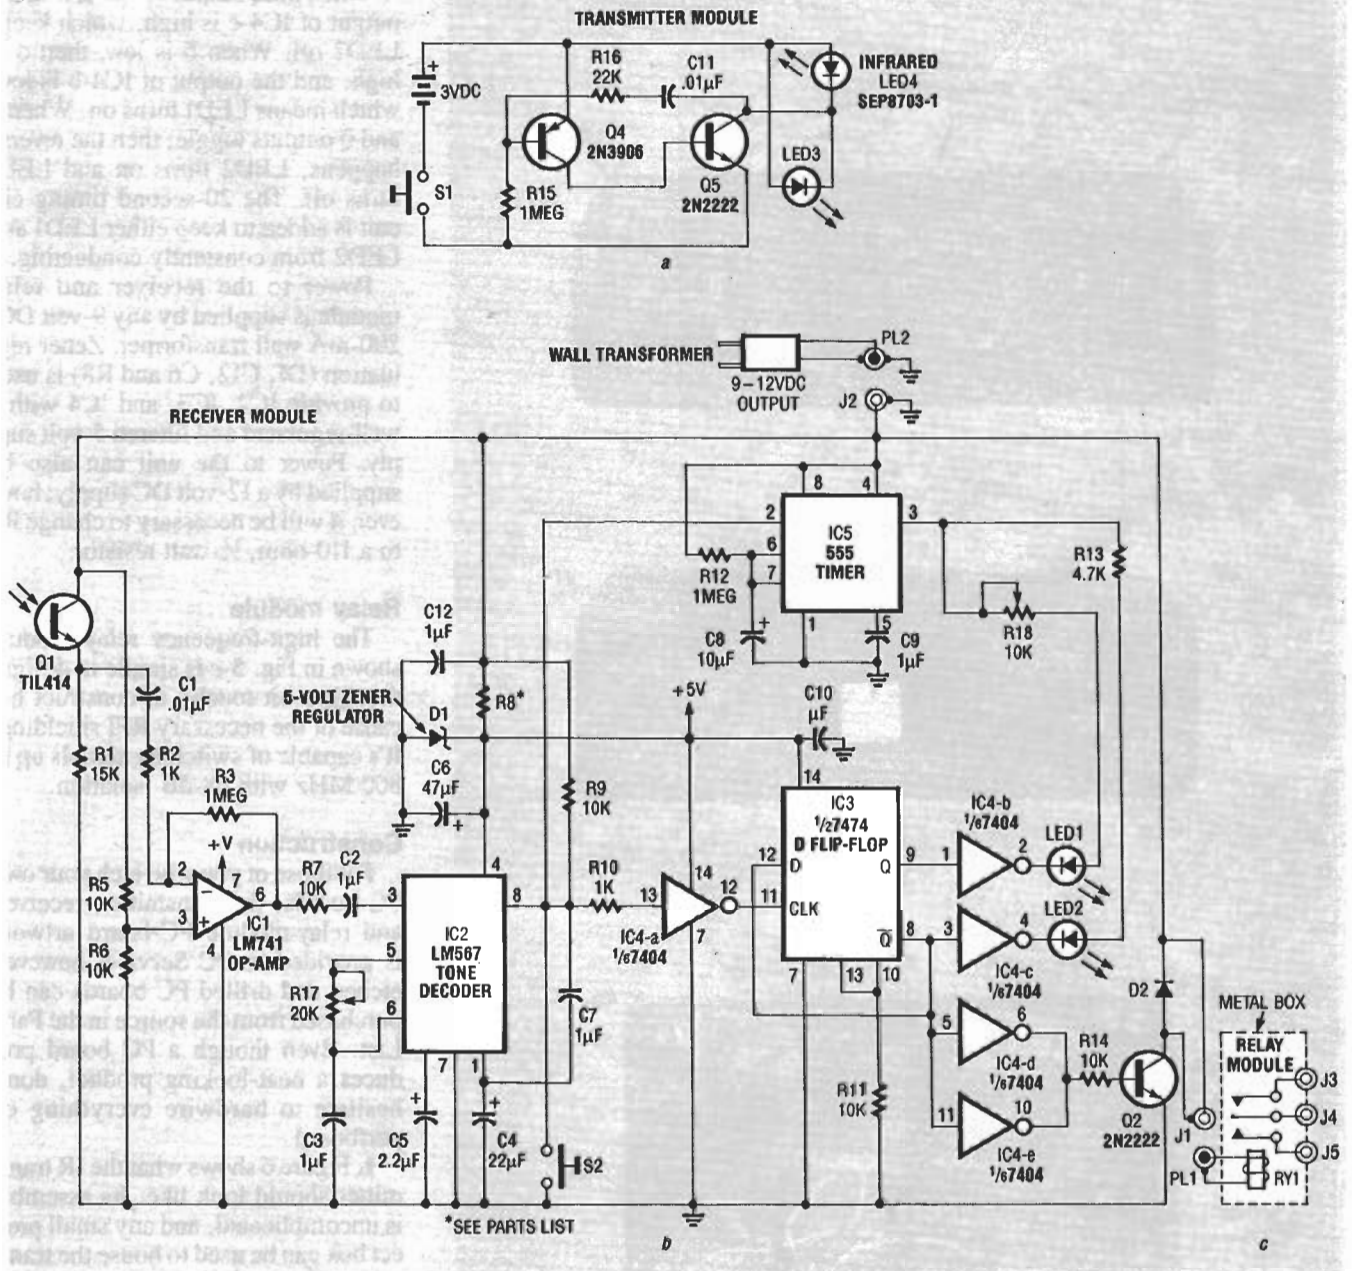 TRANSMITTER MODULE
+
3VDC
R16
22K
C11
.01μF
INFRARED
LED4
SEP8703-1
Q4
2N3906
LED3
S1
R15
1MEG
Q5
2N2222
a
WALL TRANSFORMER
PL2
9–12VDC
OUTPUT
J2
RECEIVER MODULE
8
4
2
3
IC5
555
TIMER
6
7
R12
1MEG
R13
4.7K
1
5
C8
10μF
+
C9
1μF
R18
10K
Q1
TIL414
C12
1μF
C1
.01μF
5-VOLT ZENER
REGULATOR
D1
R8*
+5V
C10
μF
R1
15K
R2
1K
C6
47μF
+
14
R3
1MEG
R9
10K
IC3
1/27474
D FLIP-FLOP
IC4-b
1/67404
LED1
+V
2
−
7
6
3
+
IC1
LM741
OP-AMP
R5
10K
R6
10K
R7
10K
C2
1μF
3
4
8
R10
1K
13
14
12
7
IC4-a
1/67404
12
D
Q
9
1
2
11
CLK
Q
8
3
4
LED2
IC4-c
1/67404
IC2
LM567
TONE
DECODER
5
6
7
1
R17
20K
C7
1μF
7
13
10
5
6
IC4-d
1/67404
R14
10K
D2
METAL BOX
RELAY
MODULE
J3
J4
J5
R11
10K
11
10
IC4-e
1/67404
Q2
2N2222
J1
PL1
RY1
C3
1μF
C5
2.2μF
+
C4
22μF
+
S2
*SEE PARTS LIST
b
c